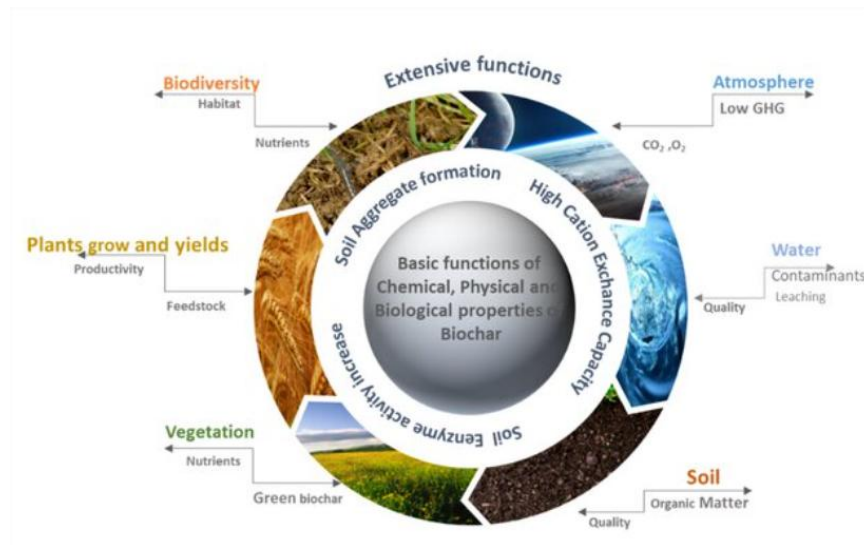 Extensive functions
Biodiversity
Habitat
Nutrients
Atmosphere
Low GHG
CO₂ ,O₂
Soil Aggregate formation
High Cation Exchance Capacity
Soil Eenzyme activity increase
Basic functions of
Chemical, Physical and
Biological properties of
Biochar
Plants grow and yields
Productivity
Feedstock
Water
Contaminants
Leaching
Quality
Vegetation
Nutrients
Green biochar
Soil
Organic Matter
Quality